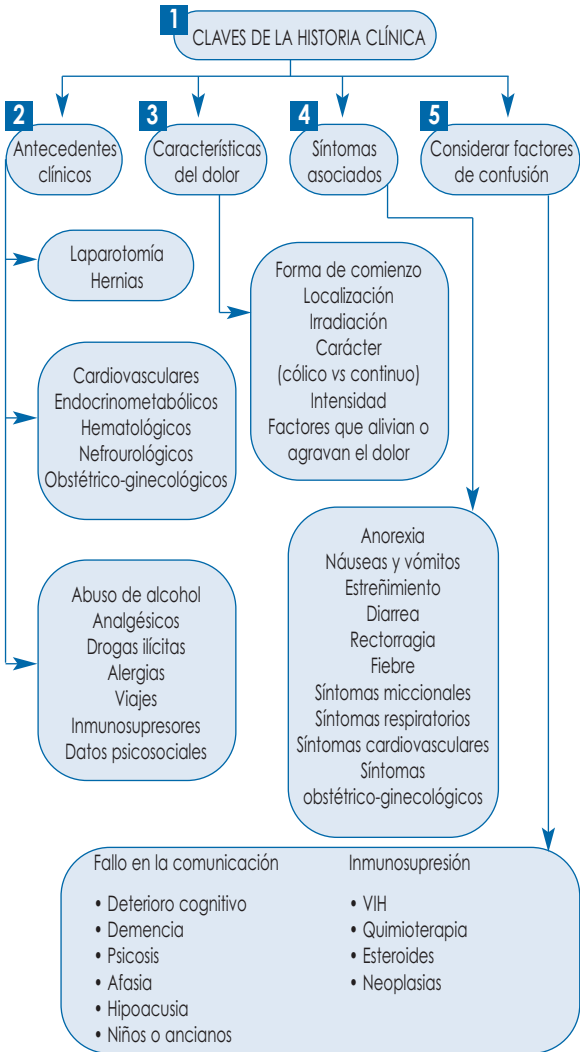 1
CLAVES DE LA HISTORIA CLÍNICA
2
Antecedentes
clínicos
3
Características
del dolor
4
Síntomas
asociados
5
Considerar factores
de confusión
Laparotomía
Hernias
Cardiovasculares
Endocrinometabólicos
Hematológicos
Nefrourológicos
Obstétrico-ginecológicos
Abuso de alcohol
Analgésicos
Drogas ilícitas
Alergias
Viajes
Inmunosupresores
Datos psicosociales
Forma de comienzo
Localización
Irradiación
Carácter
(cólico vs continuo)
Intensidad
Factores que alivian o
agravan el dolor
Anorexia
Náuseas y vómitos
Estreñimiento
Diarrea
Rectorragia
Fiebre
Síntomas miccionales
Síntomas respiratorios
Síntomas cardiovasculares
Síntomas
obstétrico-ginecológicos
Fallo en la comunicación
• Deterioro cognitivo
• Demencia
• Psicosis
• Afasia
• Hipoacusia
• Niños o ancianos
Inmunosupresión
• VIH
• Quimioterapia
• Esteroides
• Neoplasias